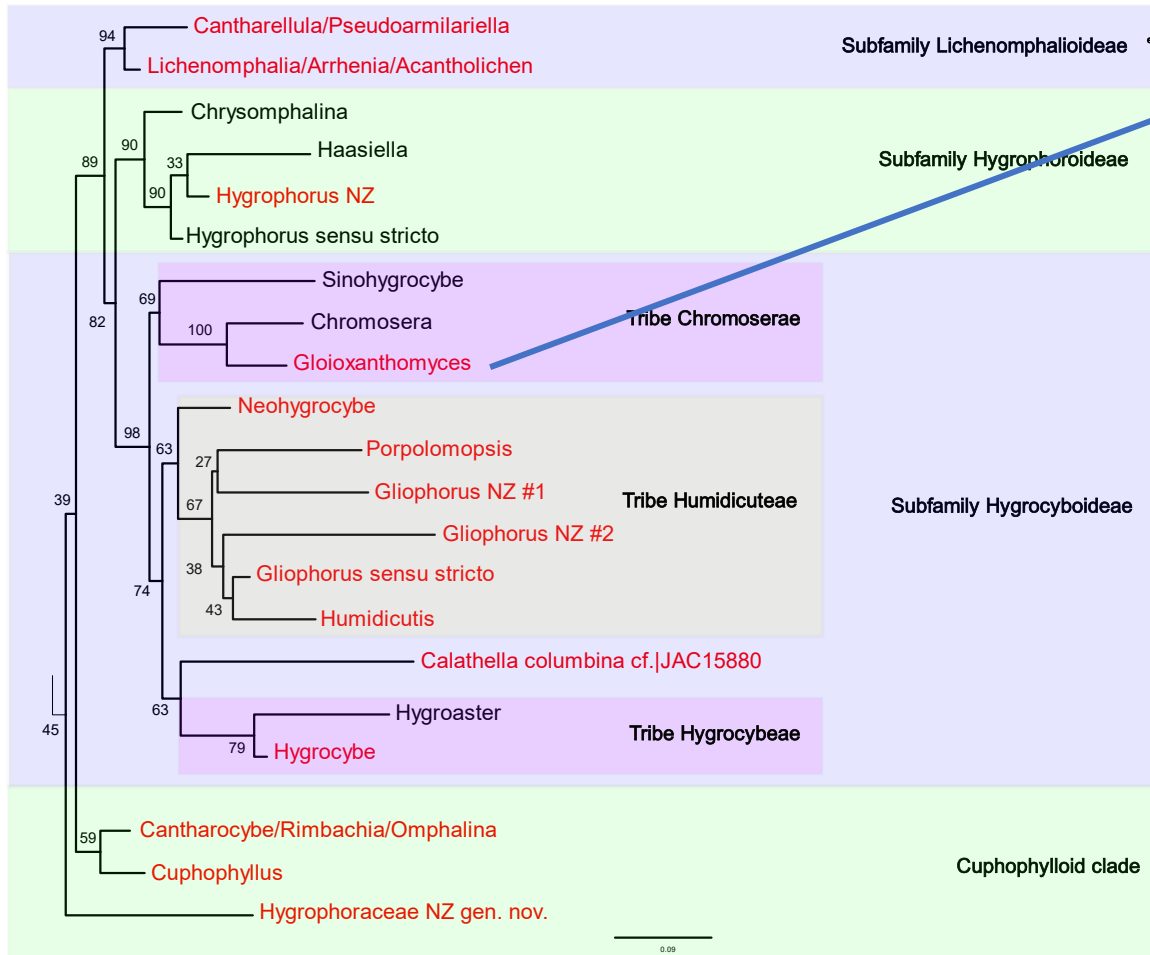 94
Cantharellula/Pseudoarmilariella
Subfamily Lichenomphalioideae
Lichenomphalia/Arrhenia/Acantholichen
Chrysomphalina
90
33
Haasiella
89
Subfamily Hygrophoroideae
90
Hygrophorus NZ
Hygrophorus sensu stricto
Sinohygrocybe
69
82
100
Chromosera
Tribe Chromoserae
Gloioxanthomyces
Neohygrocybe
98
63
Porpolomopsis
27
Gliophorus NZ #1
39
67
Tribe Humidicuteae
Subfamily Hygrocyboideae
Gliophorus NZ #2
38
Gliophorus sensu stricto
74
43
Humidicutis
Calathella columbina cf.|JAC15880
63
Hygroaster
45
79
Tribe Hygrocybeae
Hygrocybe
59
Cantharocybe/Rimbachia/Omphalina
Cuphophyllus
Cuphophylloid clade
Hygrophoraceae NZ gen. nov.
0.09